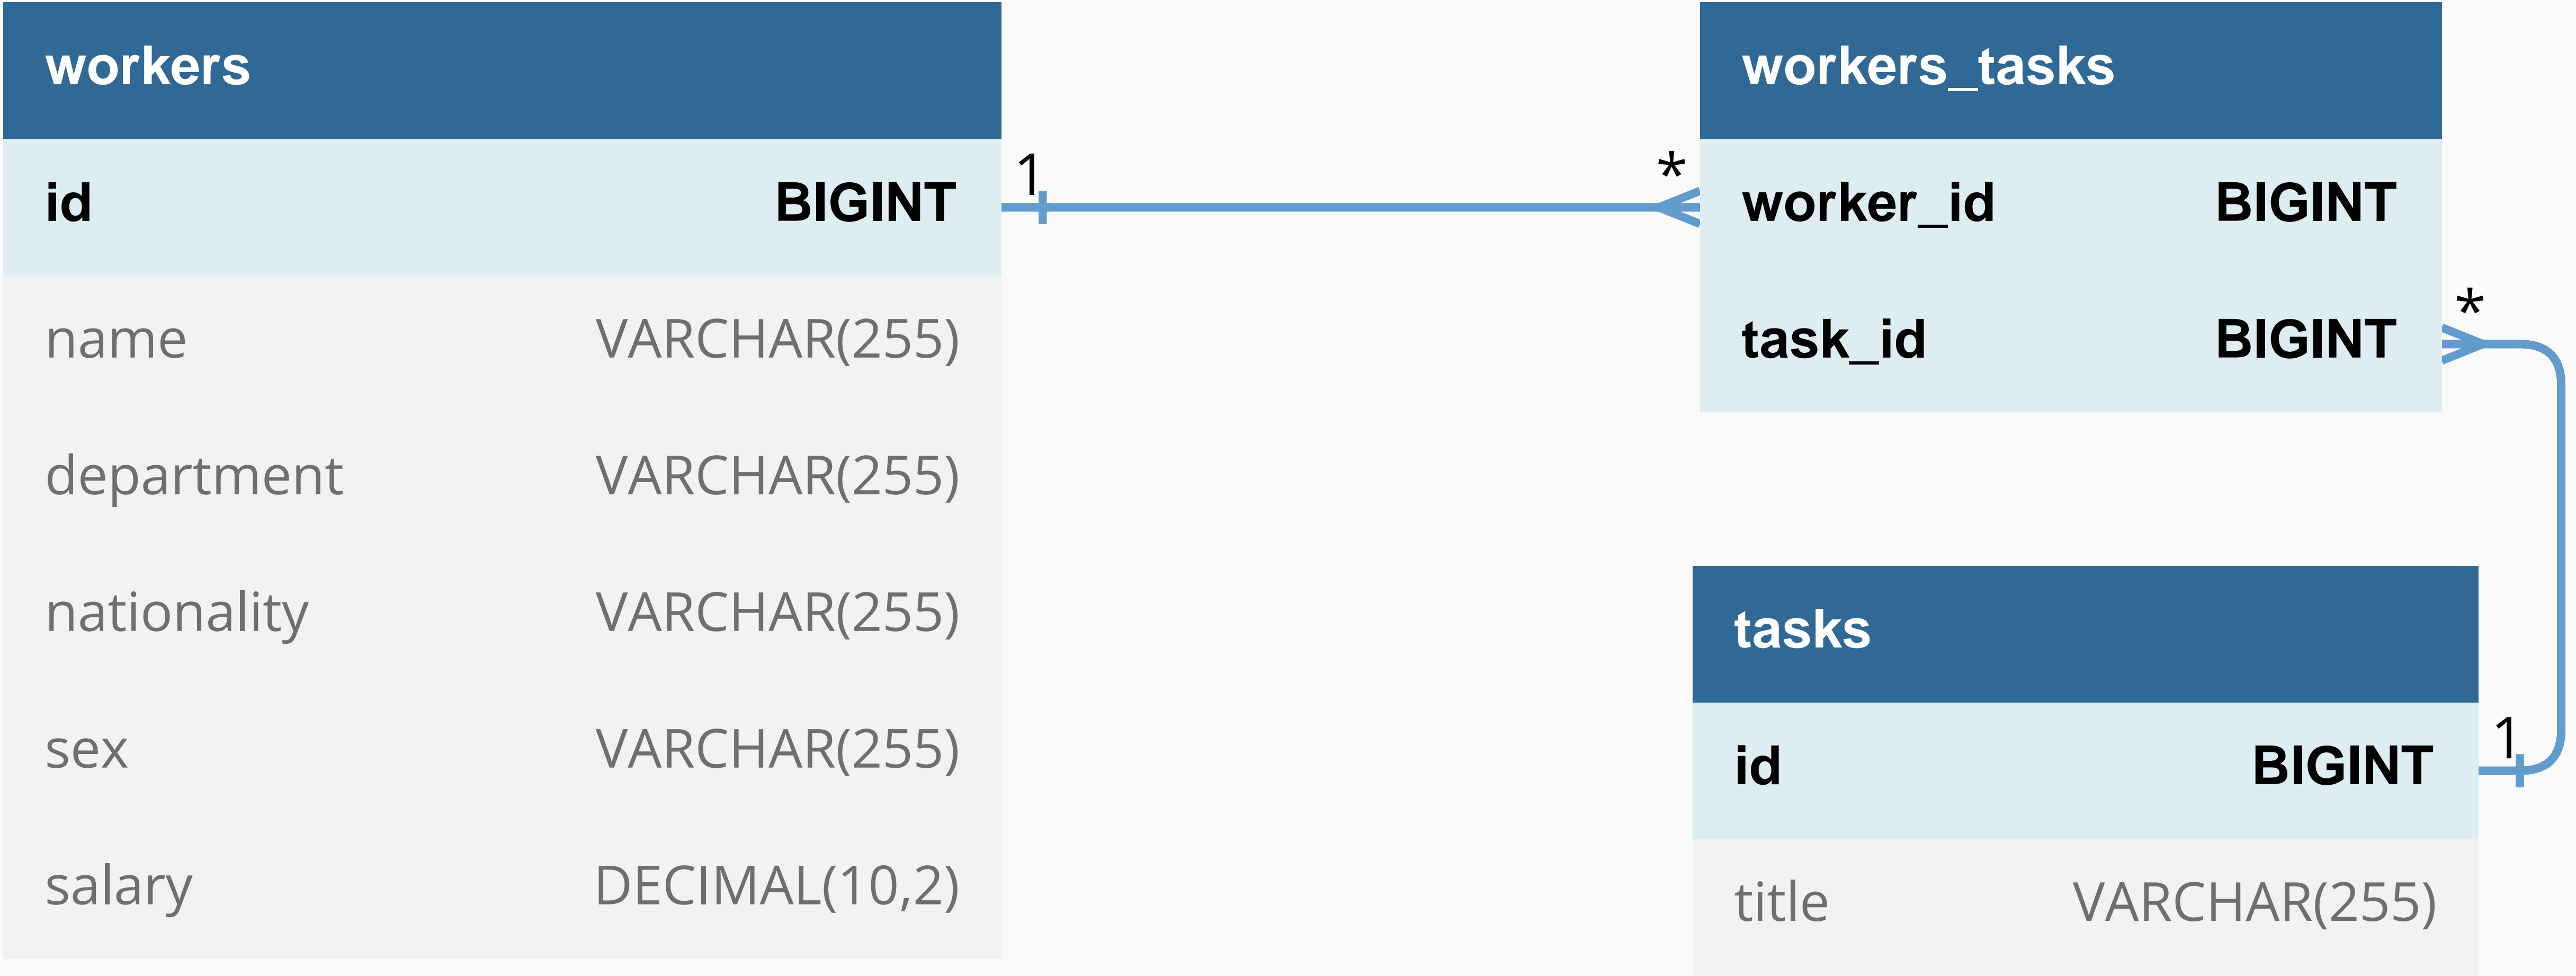 workers
id BIGINT
name VARCHAR(255)
department VARCHAR(255)
nationality VARCHAR(255)
sex VARCHAR(255)
salary DECIMAL(10,2)
1
*
workers_tasks
worker_id BIGINT
task_id BIGINT
*
tasks
id BIGINT
title VARCHAR(255)
1